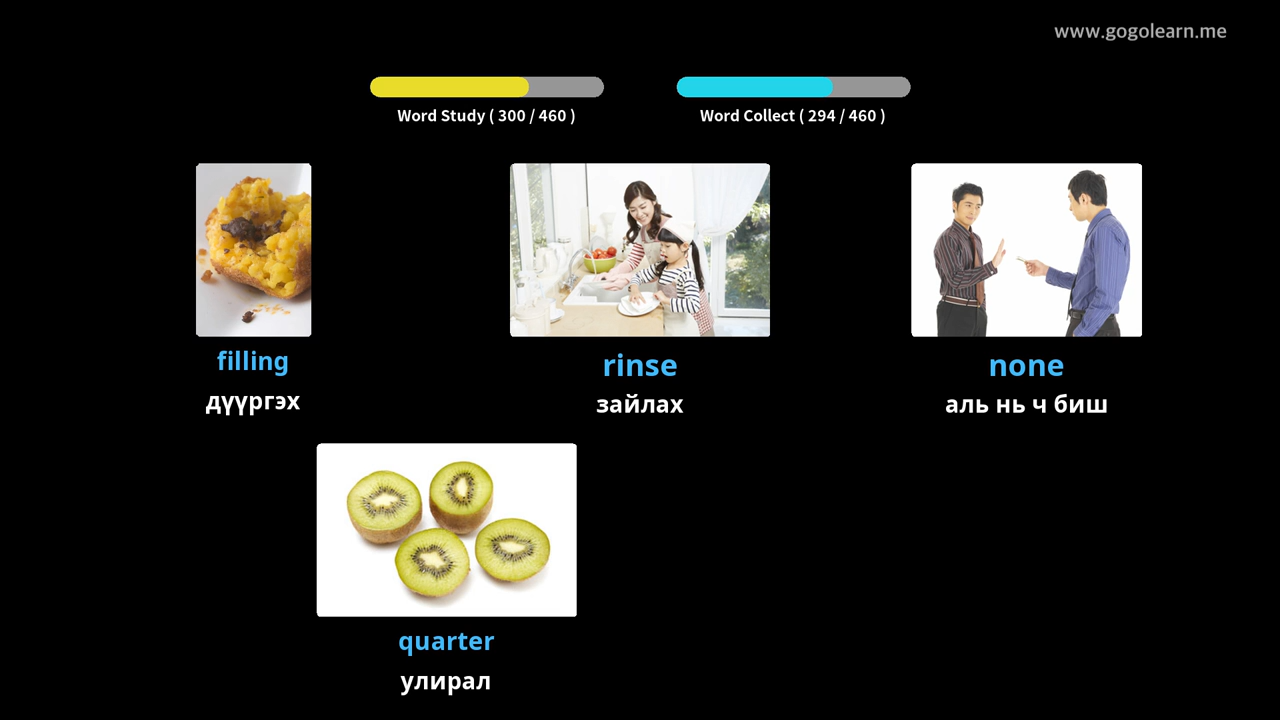 www.gogolearn.me
Word Study ( 300 / 460 )
Word Collect ( 294 / 460 )
filling
дүүргэх
rinse
зайлах
none
аль нь ч биш
quarter
улирал